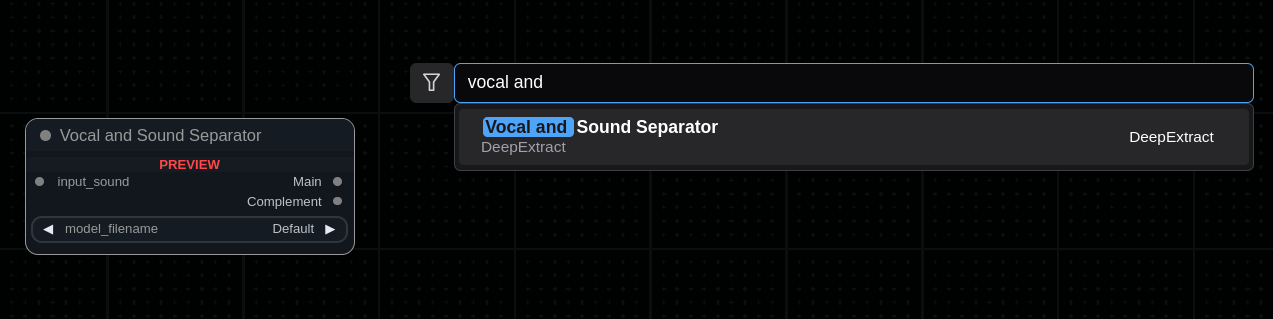 vocal and
Vocal and Sound Separator
DeepExtract
DeepExtract
Vocal and Sound Separator
PREVIEW
input_sound
Main
Complement
model_filename
Default